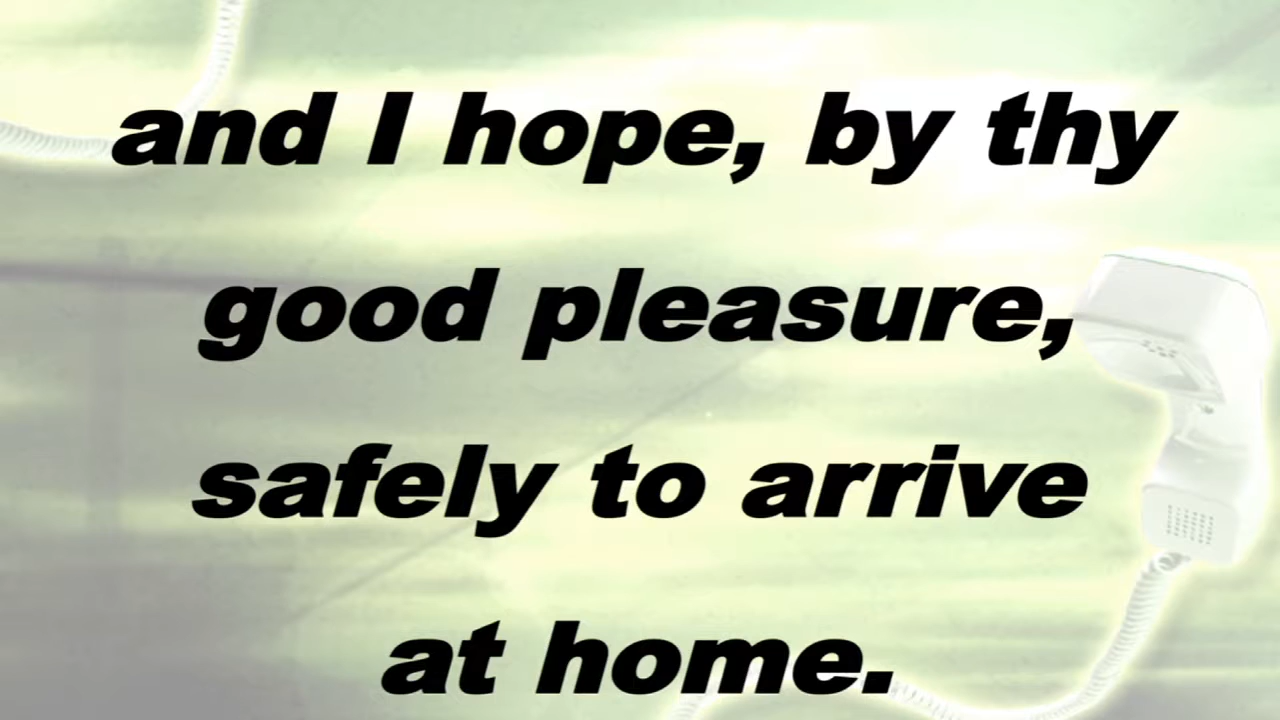 and I hope, by thy
good pleasure,
safely to arrive
at home.